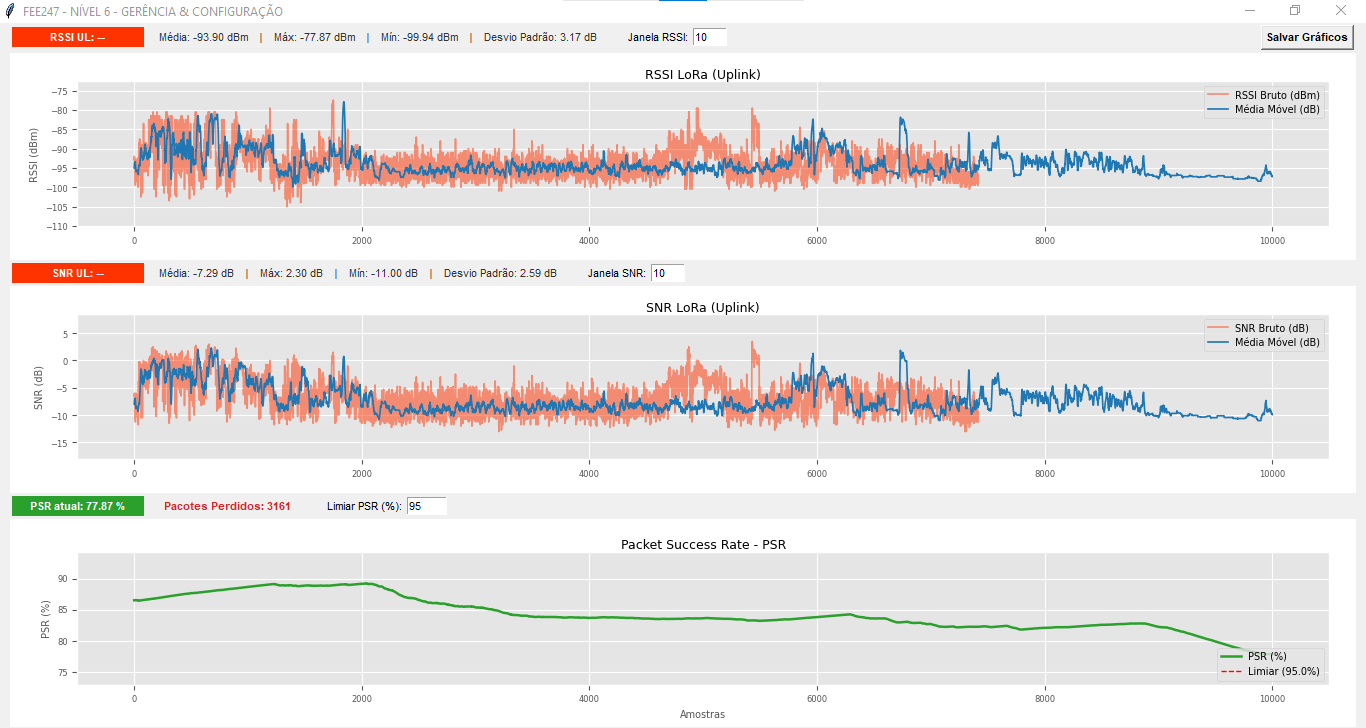 FEE247 - NÍVEL 6 - GERÊNCIA & CONFIGURAÇÃO
RSSI UL: -- Média: -93.90 dBm | Máx: -77.87 dBm | Mín: -99.94 dBm | Desvio Padrão: 3.17 dB Janela RSSI: 10 Salvar Gráficos
RSSI LoRa (Uplink)
RSSI (dBm)
−75
−80
−85
−90
−95
−100
−105
−110
RSSI Bruto (dBm)
Média Móvel (dB)
0 2000 4000 6000 8000 10000
SNR UL: -- Média: -7.29 dB | Máx: 2.30 dB | Mín: -11.00 dB | Desvio Padrão: 2.59 dB Janela SNR: 10
SNR LoRa (Uplink)
SNR (dB)
5
0
−5
−10
−15
SNR Bruto (dB)
Média Móvel (dB)
0 2000 4000 6000 8000 10000
PSR atual: 77.87 % Pacotes Perdidos: 3161 Limiar PSR (%): 95
Packet Success Rate - PSR
PSR (%)
90
85
80
75
PSR (%)
Limiar (95.0%)
0 2000 4000 6000 8000 10000
Amostras